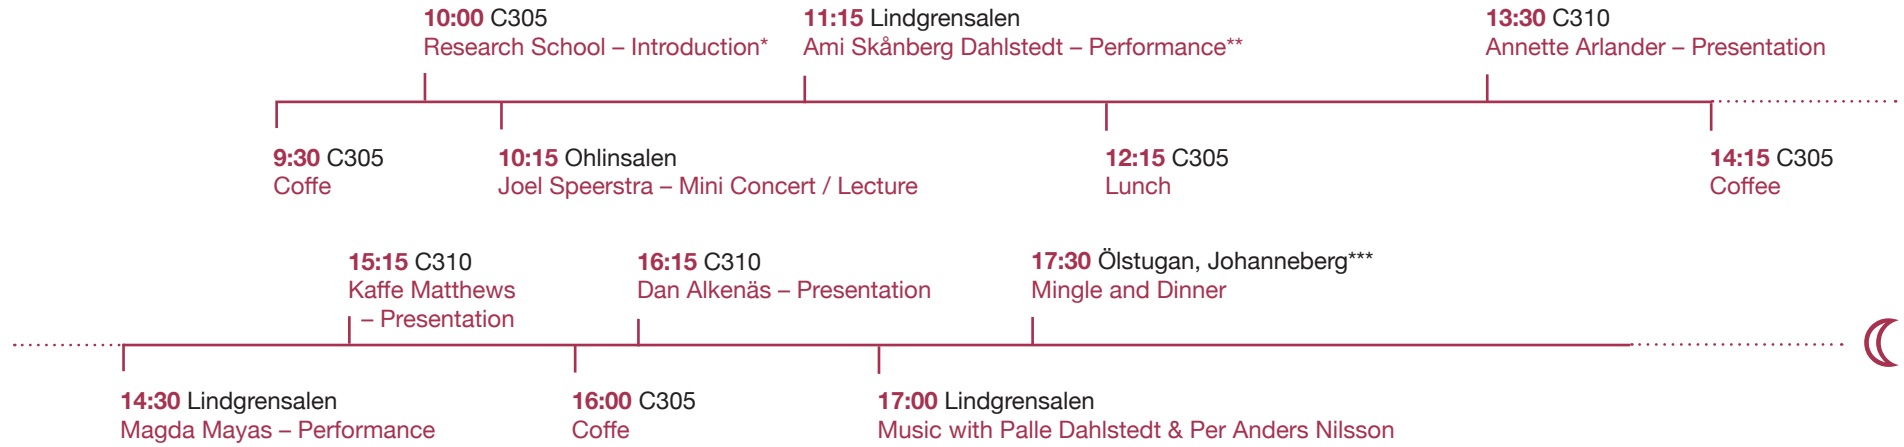 10:00 C305
Research School – Introduction*
11:15 Lindgrensalen
Ami Skånberg Dahlstedt – Performance**
13:30 C310
Annette Arlander – Presentation
9:30 C305
Coffe
10:15 Ohlinsalen
Joel Speerstra – Mini Concert / Lecture
12:15 C305
Lunch
14:15 C305
Coffee
15:15 C310
Kaffe Matthews
– Presentation
16:15 C310
Dan Alkenäs – Presentation
17:30 Ölstugan, Johanneberg***
Mingle and Dinner
14:30 Lindgrensalen
Magda Mayas – Performance
16:00 C305
Coffe
17:00 Lindgrensalen
Music with Palle Dahlstedt & Per Anders Nilsson